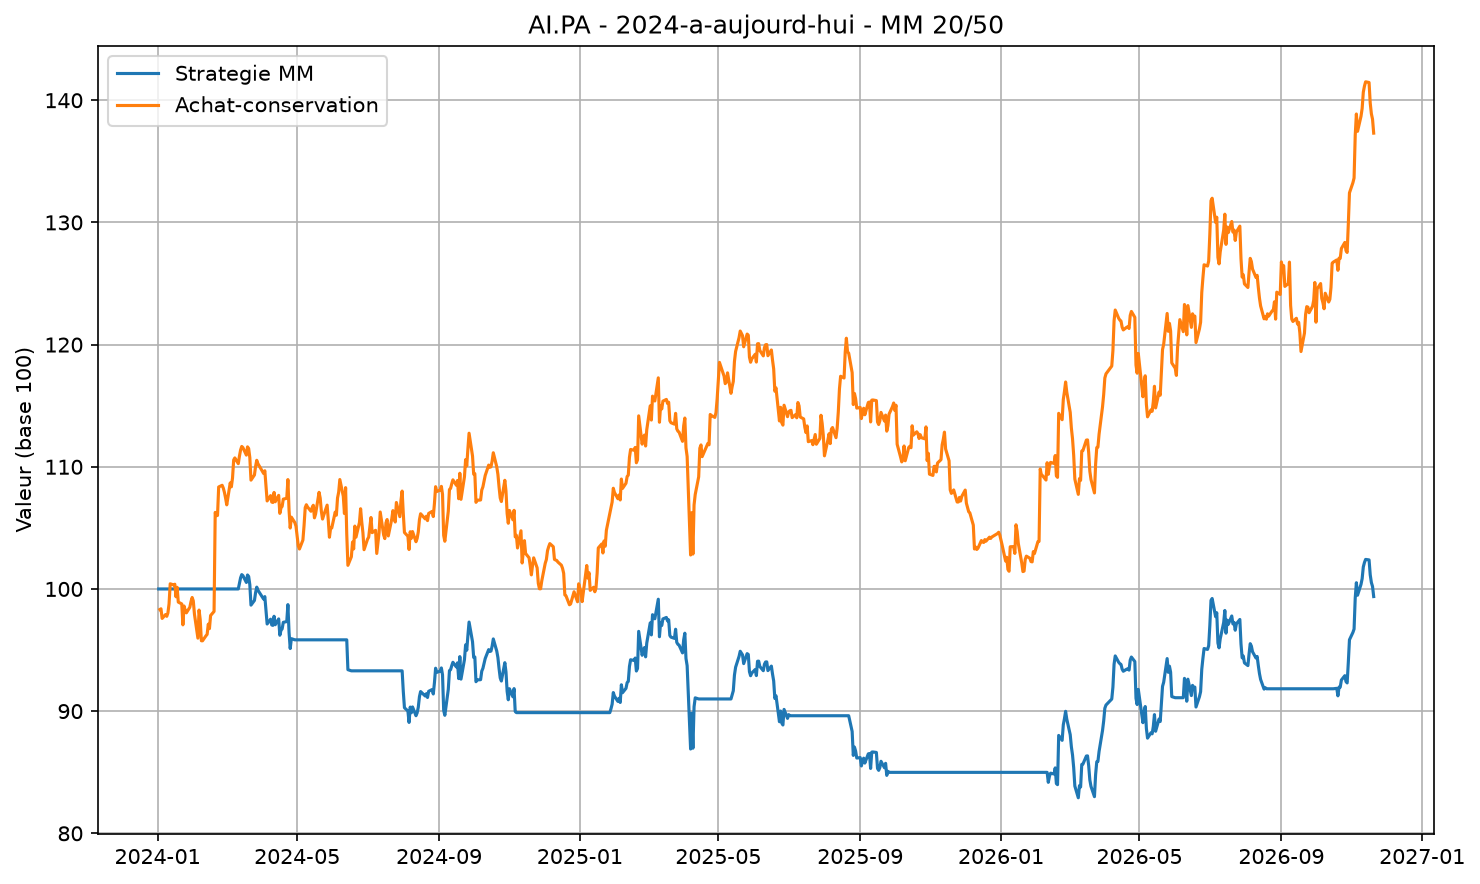 AI.PA - 2024-a-aujourd-hui - MM 20/50
Strategie MM
Achat-conservation
Valeur (base 100)
140
130
120
110
100
90
80
2024-01 2024-05 2024-09 2025-01 2025-05 2025-09 2026-01 2026-05 2026-09 2027-01